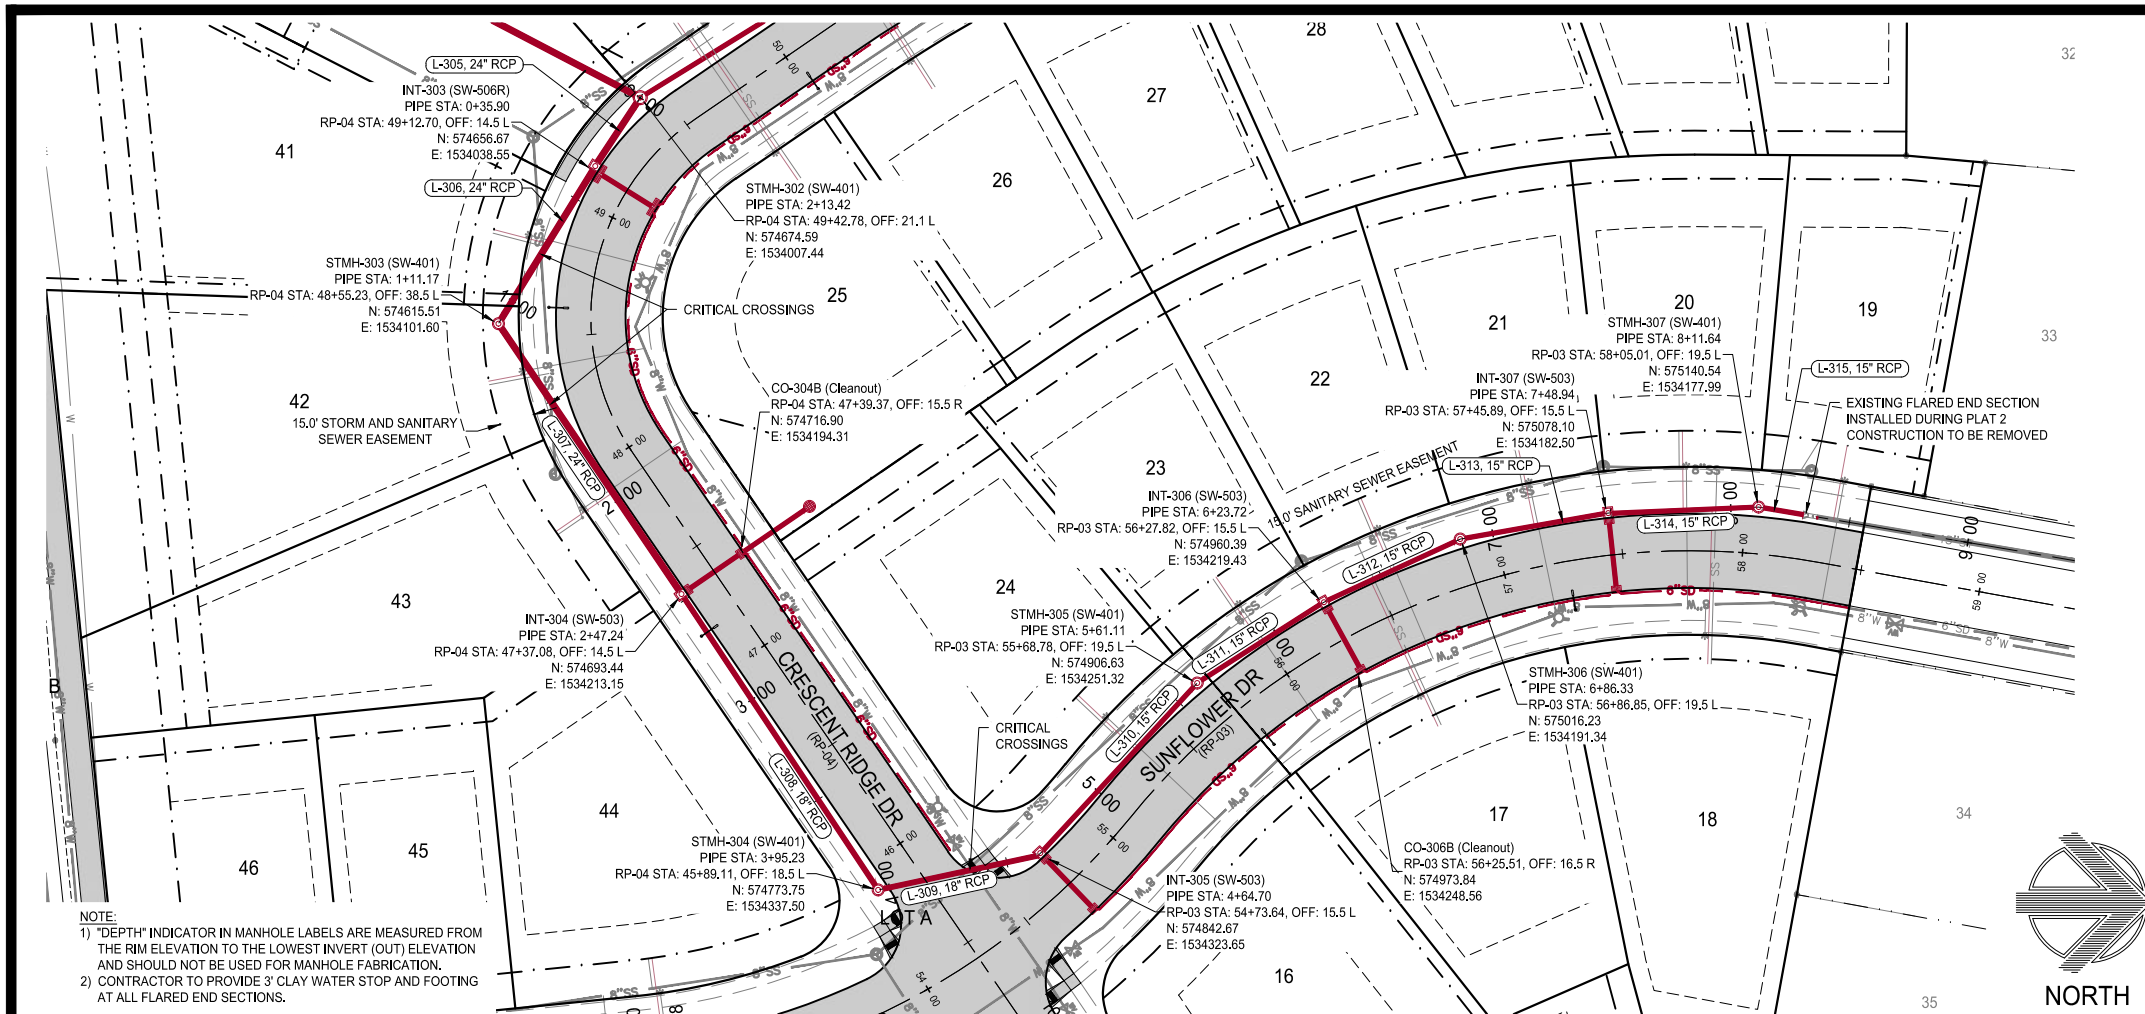 L-305, 24" RCP
INT-303 (SW-506R)
PIPE STA: 0+35.90
RP-04 STA: 49+12.70, OFF: 14.5 L
N: 574656.67
E: 1534038.55
L-306, 24" RCP
41
STMH-303 (SW-401)
PIPE STA: 1+11.17
RP-04 STA: 48+55.23, OFF: 38.5 L
N: 574615.51
E: 1534101.60
STMH-302 (SW-401)
PIPE STA: 2+13.42
RP-04 STA: 49+42.78, OFF: 21.1 L
N: 574674.59
E: 1534007.44
CRITICAL CROSSINGS
25
26
27
28
32
42
15.0' STORM AND SANITARY
SEWER EASEMENT
L-307, 24" RCP
CO-304B (Cleanout)
RP-04 STA: 47+39.37, OFF: 15.5 R
N: 574716.90
E: 1534194.31
22
21
20
19
33
STMH-307 (SW-401)
PIPE STA: 8+11.64
RP-03 STA: 58+05.01, OFF: 19.5 L
N: 575140.54
E: 1534177.99
L-315, 15" RCP
INT-307 (SW-503)
PIPE STA: 7+48.94
RP-03 STA: 57+45.89, OFF: 15.5 L
N: 575078.10
E: 1534182.50
EXISTING FLARED END SECTION
INSTALLED DURING PLAT 2
CONSTRUCTION TO BE REMOVED
L-313, 15" RCP
15.0' SANITARY SEWER EASEMENT
23
INT-306 (SW-503)
PIPE STA: 6+23.72
RP-03 STA: 56+27.82, OFF: 15.5 L
N: 574960.39
E: 1534219.43
L-314, 15" RCP
L-312, 15" RCP
24
43
INT-304 (SW-503)
PIPE STA: 2+47.24
RP-04 STA: 47+37.08, OFF: 14.5 L
N: 574693.44
E: 1534213.15
STMH-305 (SW-401)
PIPE STA: 5+61.11
RP-03 STA: 55+68.78, OFF: 19.5 L
N: 574906.63
E: 1534251.32
L-311, 15" RCP
L-310, 15" RCP
SUNFLOWER DR
(RP-03)
CRESCENT RIDGE DR
(RP-04)
STMH-306 (SW-401)
PIPE STA: 6+86.33
RP-03 STA: 56+86.85, OFF: 19.5 L
N: 575016.23
E: 1534191.34
CRITICAL
CROSSINGS
L-308, 18" RCP
B
46
45
44
STMH-304 (SW-401)
PIPE STA: 3+95.23
RP-04 STA: 45+89.11, OFF: 18.5 L
N: 574773.75
E: 1534337.50
L-309, 18" RCP
INT-305 (SW-503)
PIPE STA: 4+64.70
RP-03 STA: 54+73.64, OFF: 15.5 L
N: 574842.67
E: 1534323.65
CO-306B (Cleanout)
RP-03 STA: 56+25.51, OFF: 16.5 R
N: 574973.84
E: 1534248.56
17
18
34
16
35
NOTE:
1) "DEPTH" INDICATOR IN MANHOLE LABELS ARE MEASURED FROM
THE RIM ELEVATION TO THE LOWEST INVERT (OUT) ELEVATION
AND SHOULD NOT BE USED FOR MANHOLE FABRICATION.
2) CONTRACTOR TO PROVIDE 3' CLAY WATER STOP AND FOOTING
AT ALL FLARED END SECTIONS.
NORTH